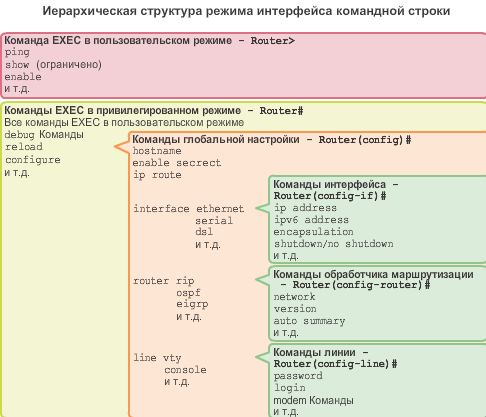 Иерархическая структура режима интерфейса командной строки
Команда EXEC в пользовательском режиме - Router>
ping
show (ограничено)
enable
и т.д.
Команды EXEC в привилегированном режиме - Router#
Все команды EXEC в пользовательском режиме
debug Команды
reload
configure
и т.д.
Команды глобальной настройки - Router(config)#
hostname
enable secrect
ip route
interface ethernet
serial
dsl
и т.д.
Команды интерфейса -
Router(config-if)#
ip address
ipv6 address
encapsulation
shutdown/no shutdown
и т.д.
router rip
ospf
eigrp
и т.д.
Команды обработчика маршрутизации
- Router(config-router)#
network
version
auto summary
и т.д.
line vty
console
и т.д.
Команды линии -
Router(config-line)#
password
login
modem Команды
и т.д.